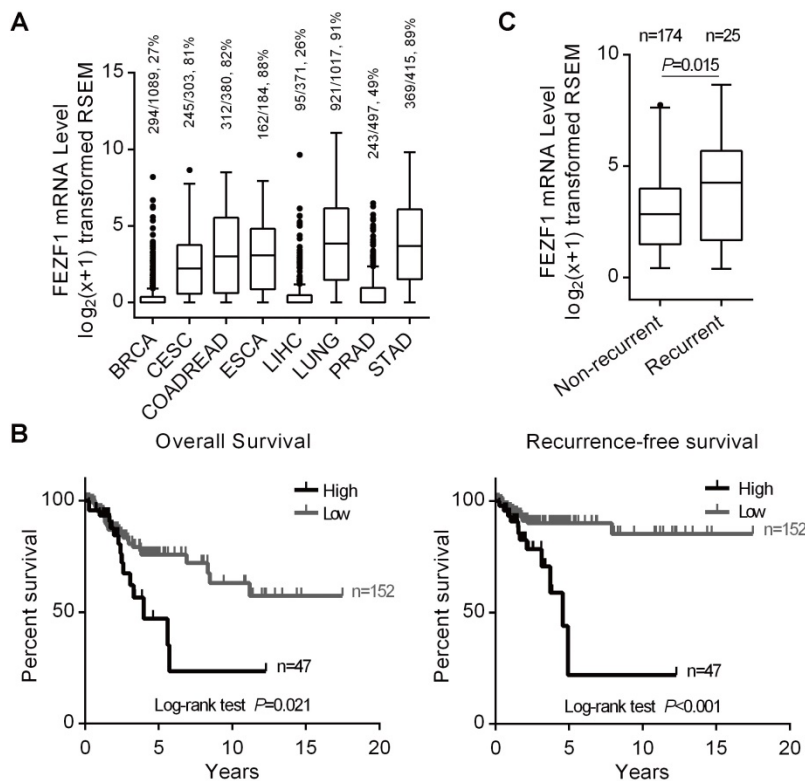 A
FEZF1 mRNA Level
log2(x+1) transformed RSEM
15
10
5
0
294/1089, 27%
245/303, 81%
312/380, 82%
162/184, 88%
95/371, 26%
921/1017, 91%
243/497, 49%
369/415, 89%
BRCA
CESC
COADREAD
ESCA
LIHC
LUNG
PRAD
STAD
C
FEZF1 mRNA Level
log2(x+1) transformed RSEM
n=174 n=25
P=0.015
10
5
0
Non-recurrent
Recurrent
B
Overall Survival
Percent survival
100
50
0
High
Low
n=152
n=47
Log-rank test P=0.021
0 5 10 15 20
Years
Recurrence-free survival
Percent survival
100
50
0
High
Low
n=152
n=47
Log-rank test P<0.001
0 5 10 15 20
Years